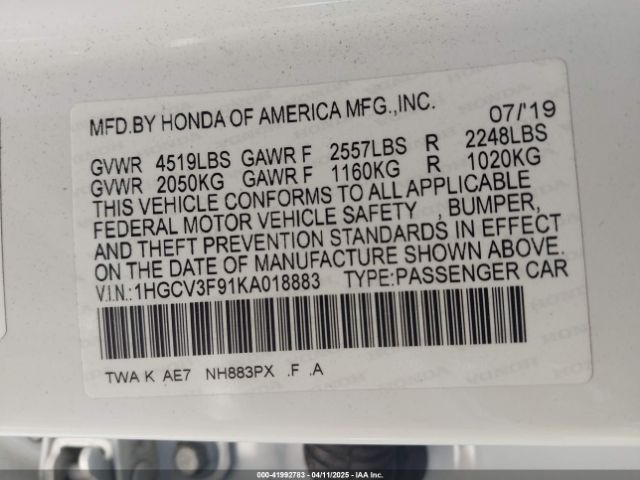 MFD.BY HONDA OF AMERICA MFG.,INC. 07/'19
GVWR 4519LBS GAWR F 2557LBS R 2248LBS
GVWR 2050KG GAWR F 1160KG R 1020KG
THIS VEHICLE CONFORMS TO ALL APPLICABLE
FEDERAL MOTOR VEHICLE SAFETY , BUMPER,
AND THEFT PREVENTION STANDARDS IN EFFECT
ON THE DATE OF MANUFACTURE SHOWN ABOVE.
V.I.N.:1HGCV3F91KA018883 TYPE:PASSENGER CAR
TWA K AE7 NH883PX .F .A
000-41992783 | 04/11/2025 | IAA Inc.